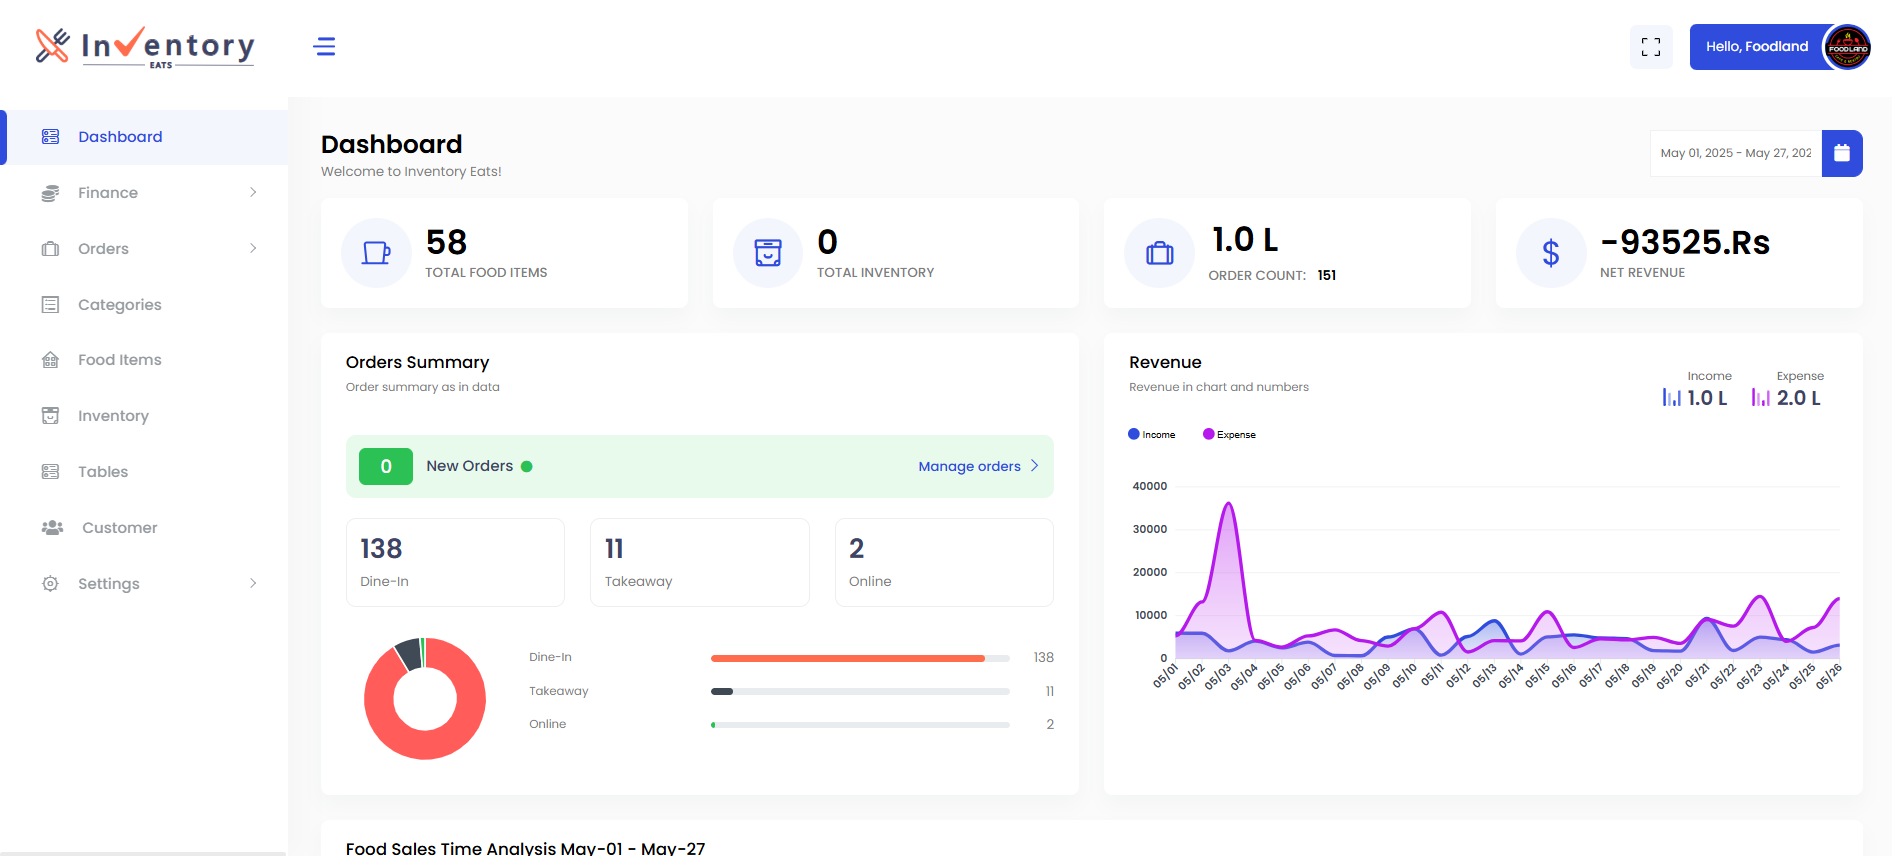 Inventory
EATS
Hello, Foodland
FOODLAND
Dashboard
Finance
Orders
Categories
Food Items
Inventory
Tables
Customer
Settings
Dashboard
Welcome to Inventory Eats!
May 01, 2025 - May 27, 202
58
TOTAL FOOD ITEMS
0
TOTAL INVENTORY
1.0 L
ORDER COUNT: 151
-93525.Rs
NET REVENUE
Orders Summary
Order summary as in data
0 New Orders
Manage orders
138
Dine-In
11
Takeaway
2
Online
Dine-In 138
Takeaway 11
Online 2
Revenue
Revenue in chart and numbers
Income
1.0 L
Expense
2.0 L
Income
Expense
40000
30000
20000
10000
0
05/01 05/02 05/03 05/04 05/05 05/06 05/07 05/08 05/09 05/10 05/11 05/12 05/13 05/14 05/15 05/16 05/17 05/18 05/19 05/20 05/21 05/22 05/23 05/24 05/25 05/26
Food Sales Time Analysis May-01 - May-27